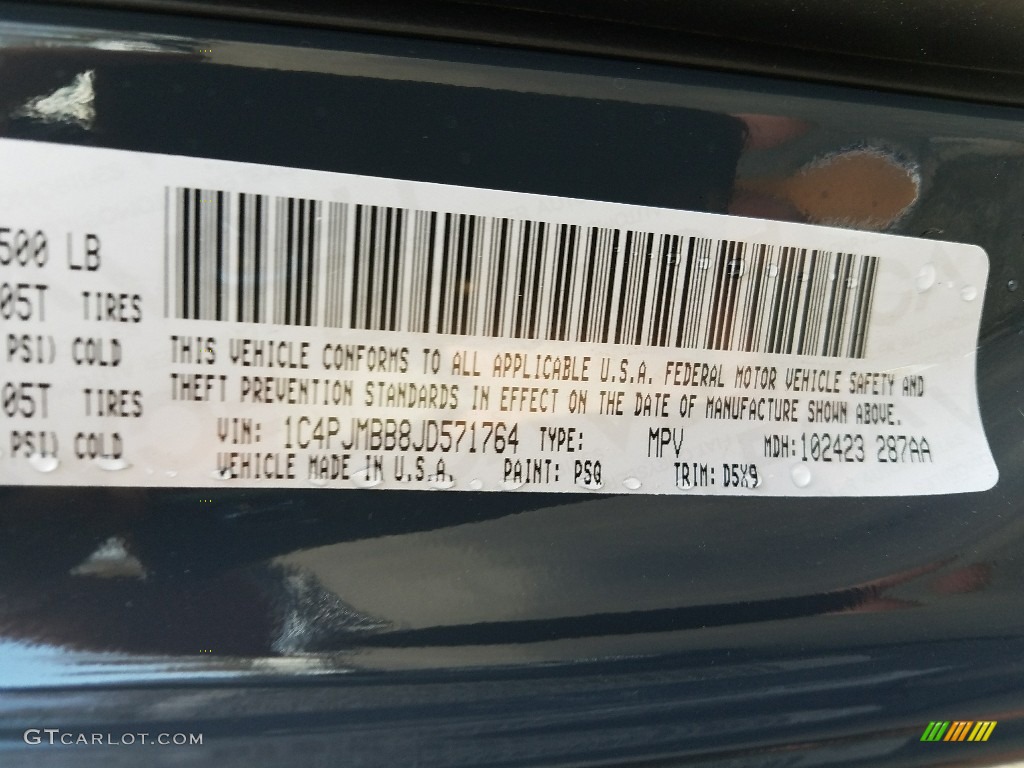 500 LB
05T TIRES
PSI) COLD
05T TIRES
PSI) COLD
THIS VEHICLE CONFORMS TO ALL APPLICABLE U.S.A. FEDERAL MOTOR VEHICLE SAFETY AND
THEFT PREVENTION STANDARDS IN EFFECT ON THE DATE OF MANUFACTURE SHOWN ABOVE.
VIN: 1C4PJMBB8JD571764 TYPE: MPV MDH: 102423 287AA
VEHICLE MADE IN U.S.A. PAINT: PSQ TRIM: D5X9
GTCARLOT.COM